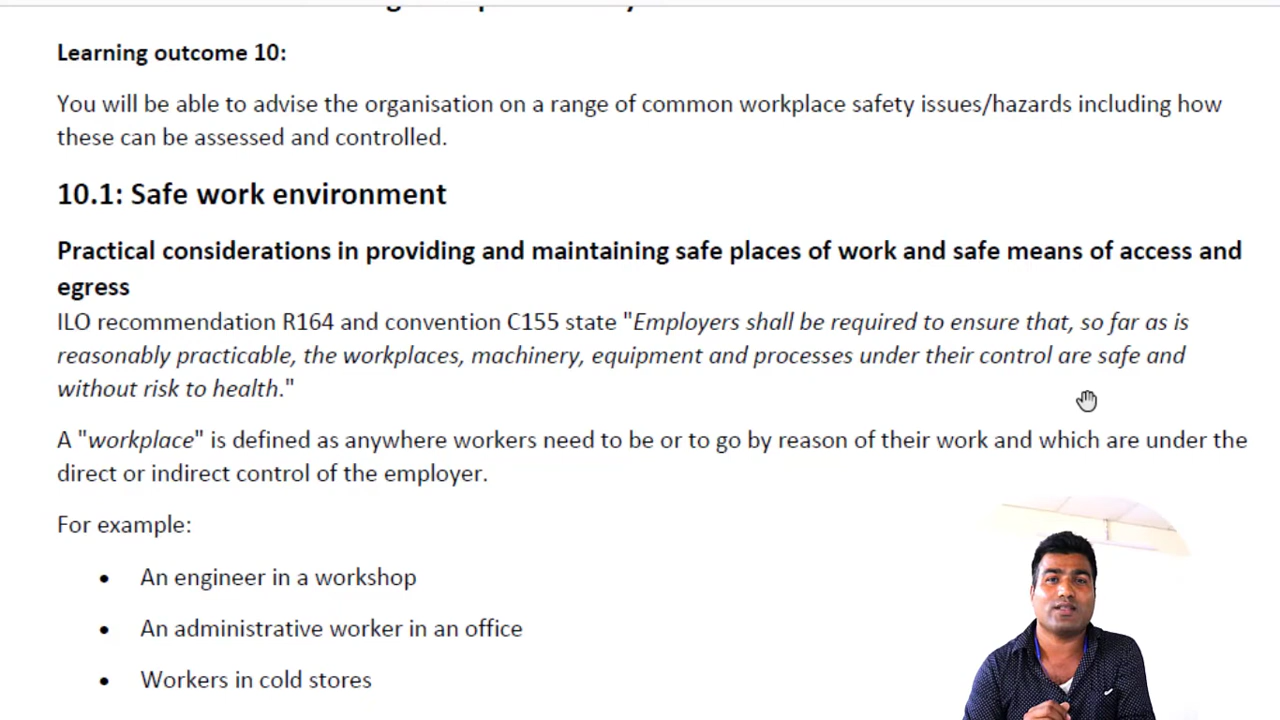 Learning outcome 10:
You will be able to advise the organisation on a range of common workplace safety issues/hazards including how
these can be assessed and controlled.
10.1: Safe work environment
Practical considerations in providing and maintaining safe places of work and safe means of access and
egress
ILO recommendation R164 and convention C155 state "Employers shall be required to ensure that, so far as is
reasonably practicable, the workplaces, machinery, equipment and processes under their control are safe and
without risk to health."
A "workplace" is defined as anywhere workers need to be or to go by reason of their work and which are under the
direct or indirect control of the employer.
For example:
• An engineer in a workshop
• An administrative worker in an office
• Workers in cold stores